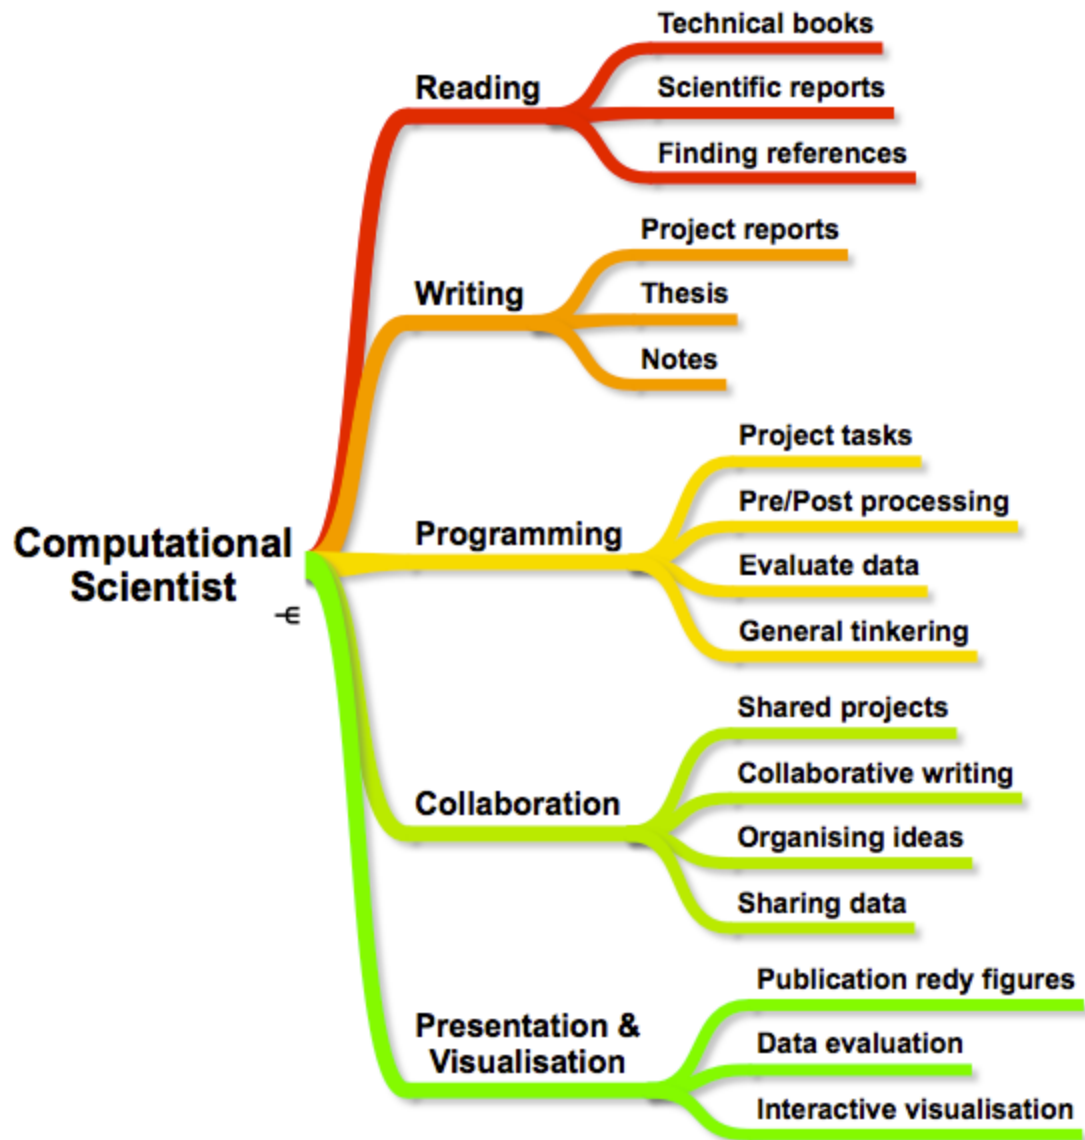 Technical books
Reading
Scientific reports
Finding references
Project reports
Writing
Thesis
Notes
Project tasks
Pre/Post processing
Computational
Scientist
Programming
Evaluate data
General tinkering
Shared projects
Collaborative writing
Collaboration
Organising ideas
Sharing data
Publication redy figures
Presentation &
Visualisation
Data evaluation
Interactive visualisation